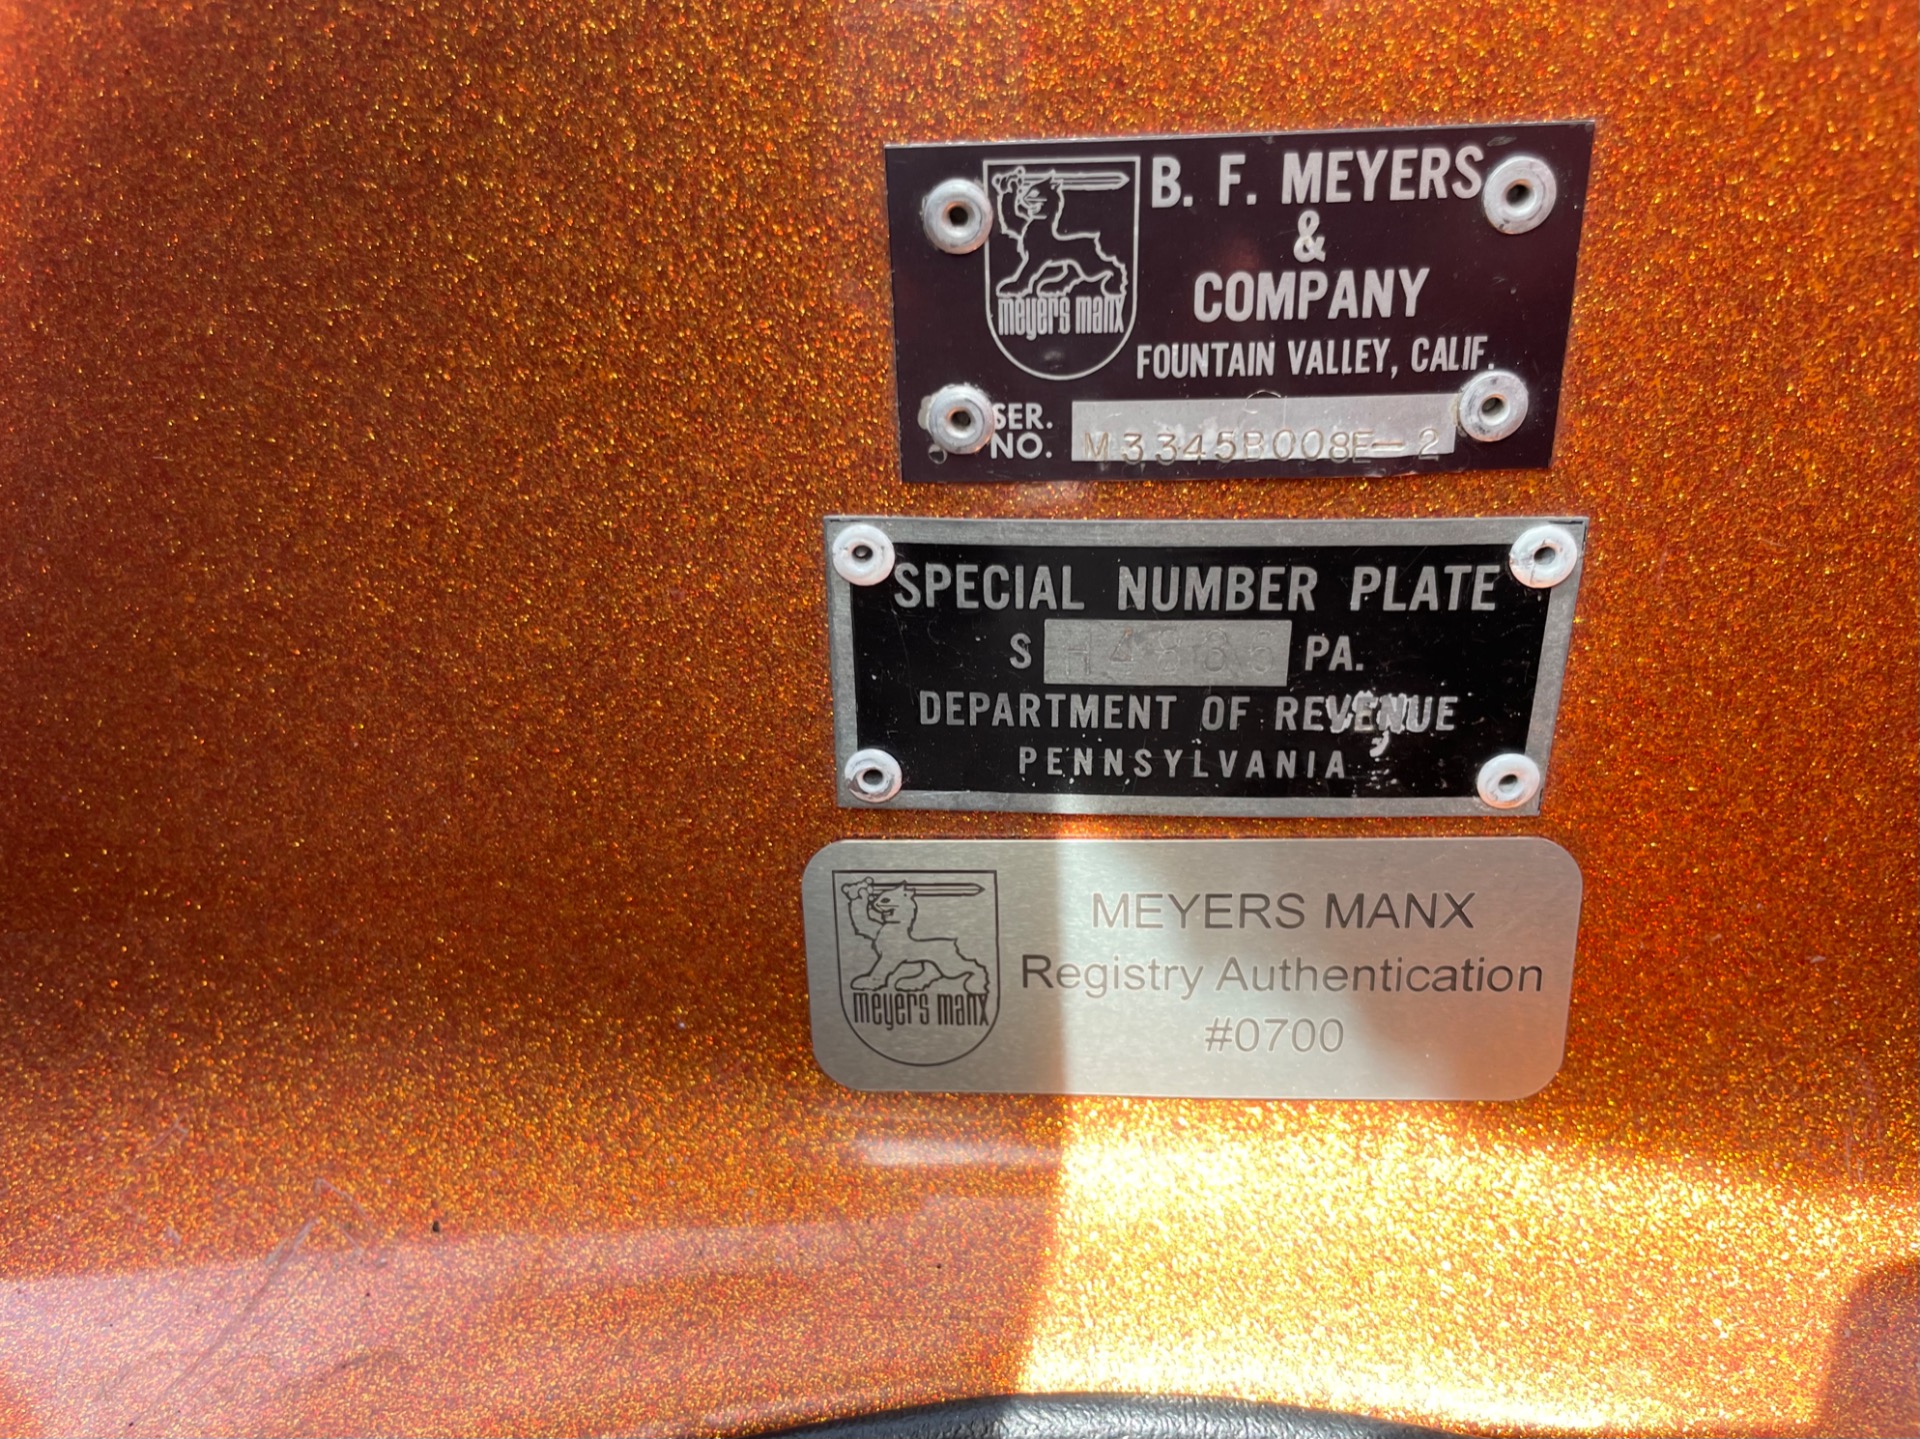 B. F. MEYERS
&
COMPANY
FOUNTAIN VALLEY, CALIF.
meyers manx
SER.
NO. M3345B008E-2
SPECIAL NUMBER PLATE
S PA.
DEPARTMENT OF REVENUE
PENNSYLVANIA
MEYERS MANX
Registry Authentication
#0700
meyers manx